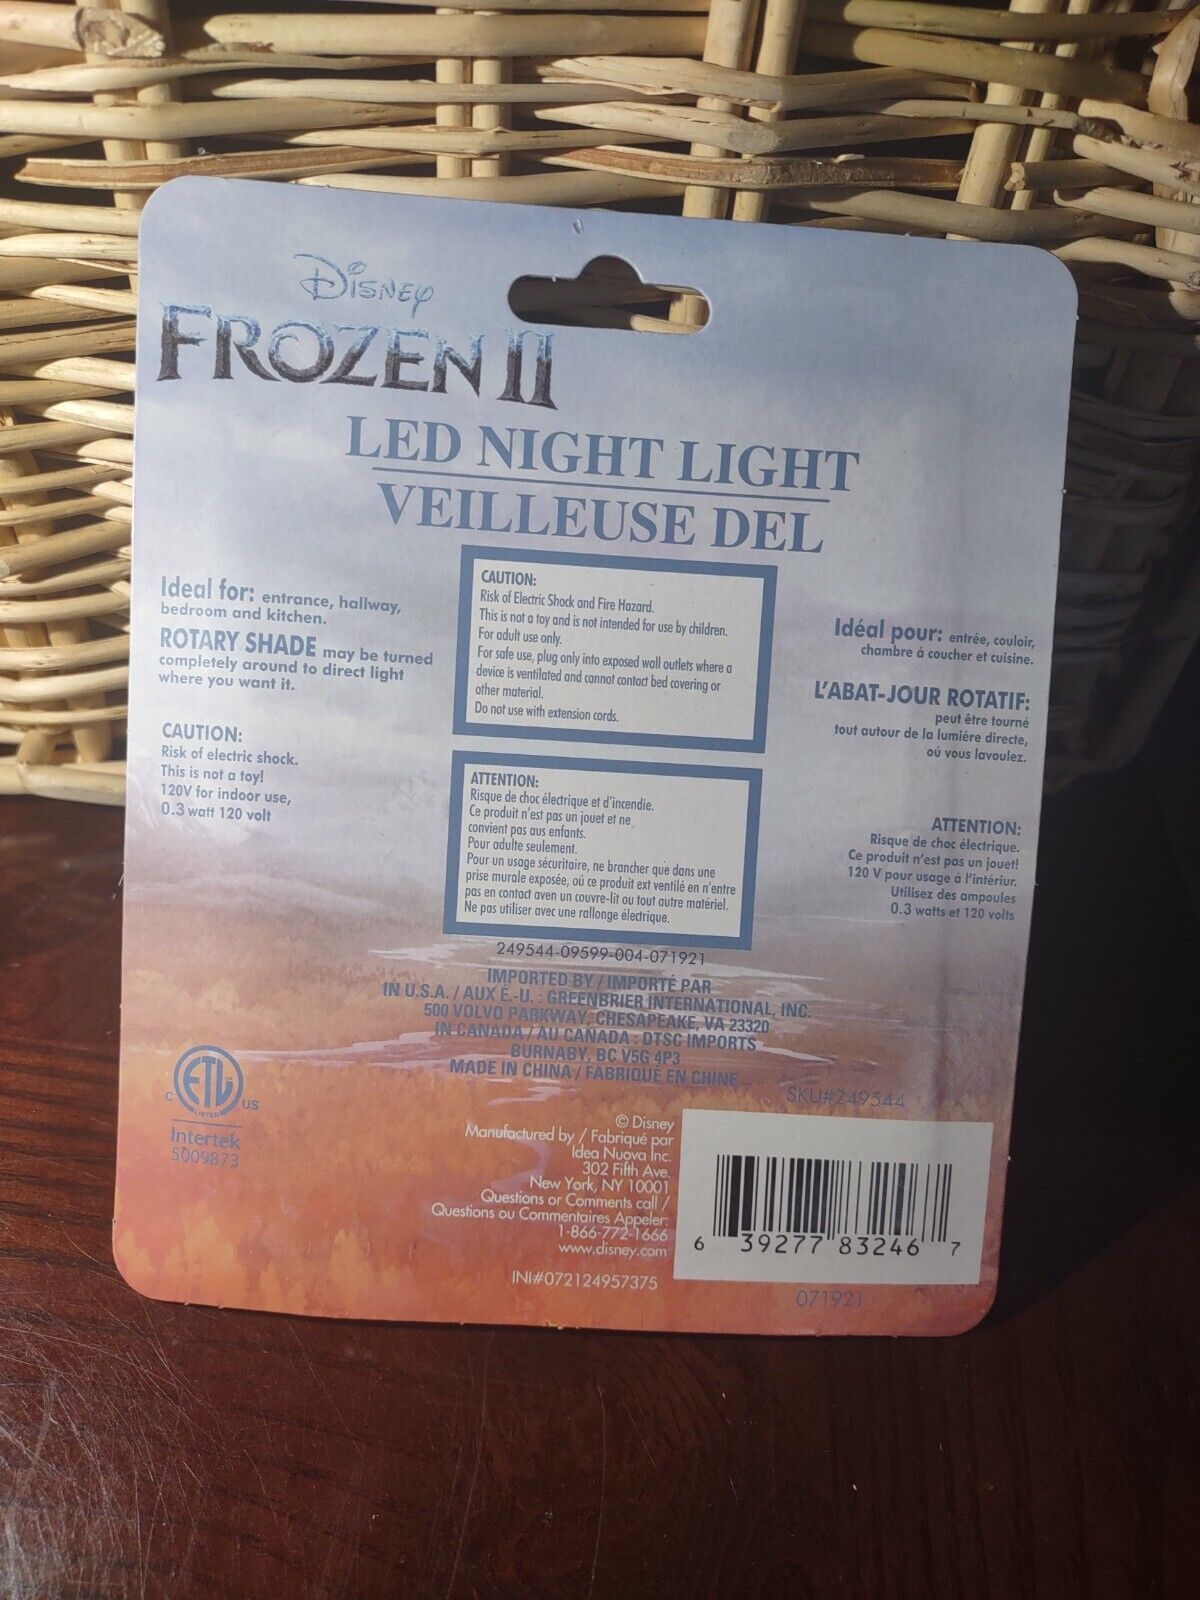 Disney
FROZEN II
LED NIGHT LIGHT
VEILLEUSE DEL
Ideal for: entrance, hallway,
bedroom and kitchen.
ROTARY SHADE may be turned
completely around to direct light
where you want it.
CAUTION:
Risk of electric shock.
This is not a toy!
120V for indoor use,
0.3 watt 120 volt
CAUTION:
Risk of Electric Shock and Fire Hazard.
This is not a toy and is not intended for use by children.
For adult use only.
For safe use, plug only into exposed wall outlets where a
device is ventilated and cannot contact bed covering or
other material.
Do not use with extension cords.
ATTENTION:
Risque de choc électrique et d'incendie.
Ce produit n'est pas un jouet et ne
convient pas aus enfants.
Pour adulte seulement.
Pour un usage sécuritaire, ne brancher que dans une
prise murale exposée, oú ce produit ext ventilé en n'entre
pas en contact aven un couvre-lit ou tout autre matériel.
Ne pas utiliser avec une rallonge électrique.
Idéal pour: entrée, couloir,
chambre á coucher et cuisine.
L'ABAT-JOUR ROTATIF:
peut être tourné
tout autour de la lumiére directe,
oú vous lavoulez.
ATTENTION:
Risque de choc électrique.
Ce produit n'est pas un jouet!
120 V pour usage á l'intériur.
Utilisez des ampoules
0.3 watts et 120 volts
249544-09599-004-071921
IMPORTED BY / IMPORTÉ PAR
IN U.S.A. / AUX É.-U. : GREENBRIER INTERNATIONAL, INC.
500 VOLVO PARKWAY, CHESAPEAKE, VA 23320
IN CANADA / AU CANADA : DTSC IMPORTS
BURNABY, BC V5G 4P3
MADE IN CHINA / FABRIQUÉ EN CHINE
ETL
LISTED
C US
Intertek
5009873
© Disney
Manufactured by / Fabriqué par
Idea Nuova Inc.
302 Fifth Ave.
New York, NY 10001
Questions or Comments call /
Questions ou Commentaires Appeler:
1-866-772-1666
www.disney.com
INI#072124957375
SKU#249544
6 39277 83246 7
071921